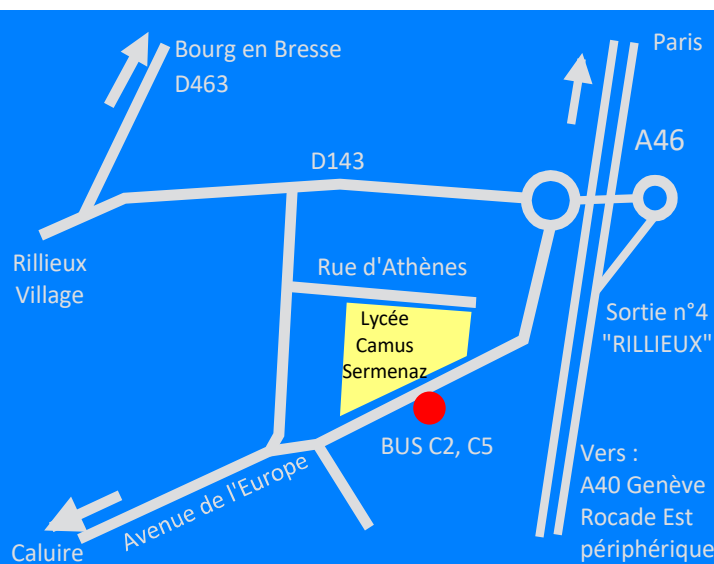 Bourg en Bresse
D463
Paris
A46
D143
Rillieux
Village
Rue d'Athènes
Lycée
Camus
Sermenaz
Sortie n°4
"RILLIEUX"
BUS C2, C5
Avenue de l'Europe
Caluire
Vers :
A40 Genève
Rocade Est
périphérique